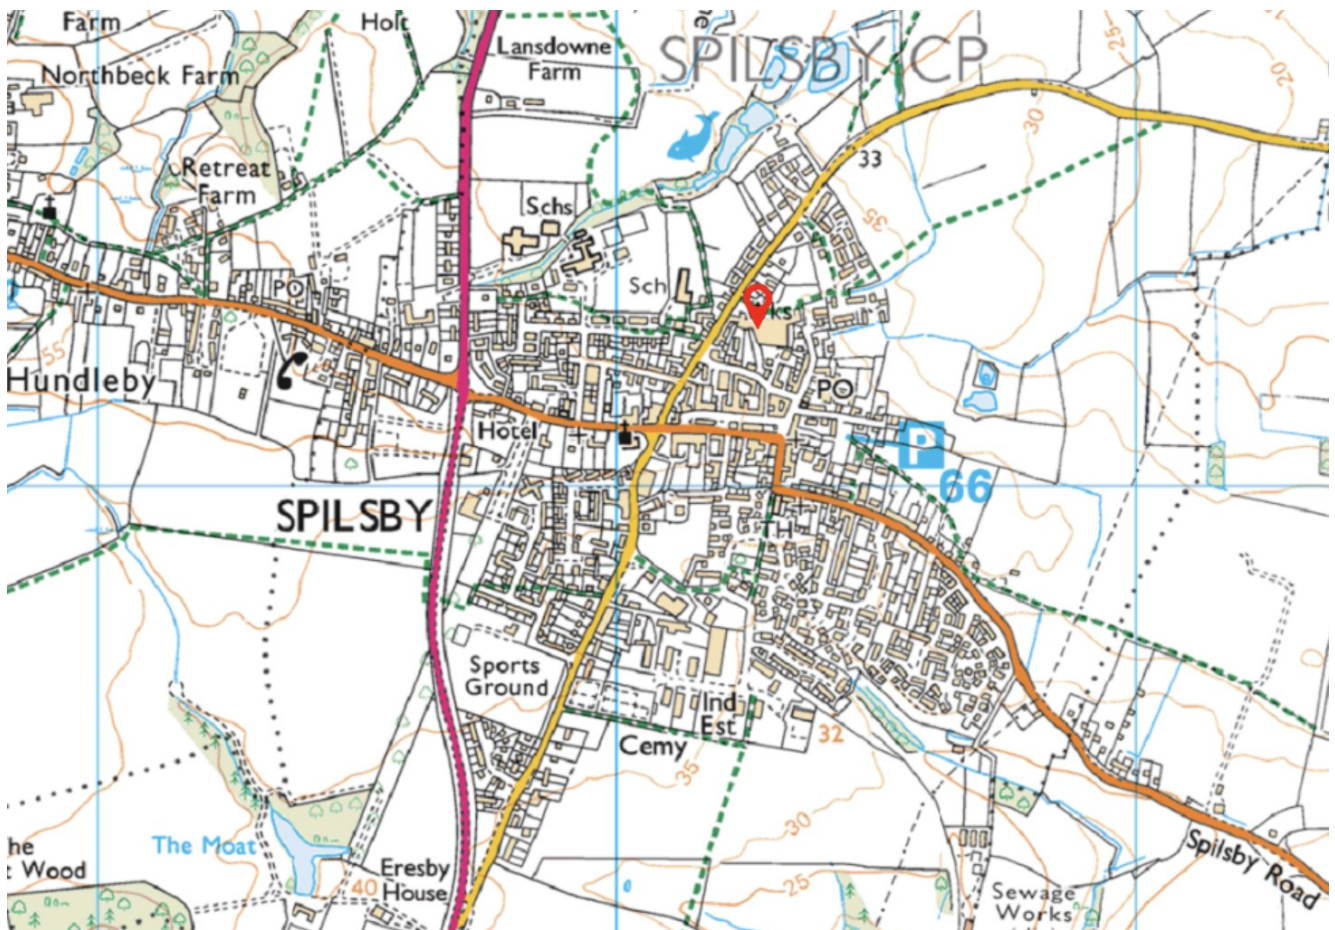 Farm
Holt
Lansdowne
Farm
SPILSBY CP
25
20
Northbeck Farm
30
33
Retreat
Farm
35
Schs
Sch
ks
PO
55
Hundleby
PO
Hotel
P
66
SPILSBY
TH
Sports
Ground
Ind
Est
32
Cemy
35
30
The Moat
he
t Wood
Eresby
House
40
25
Spilsby Road
Sewage
Works